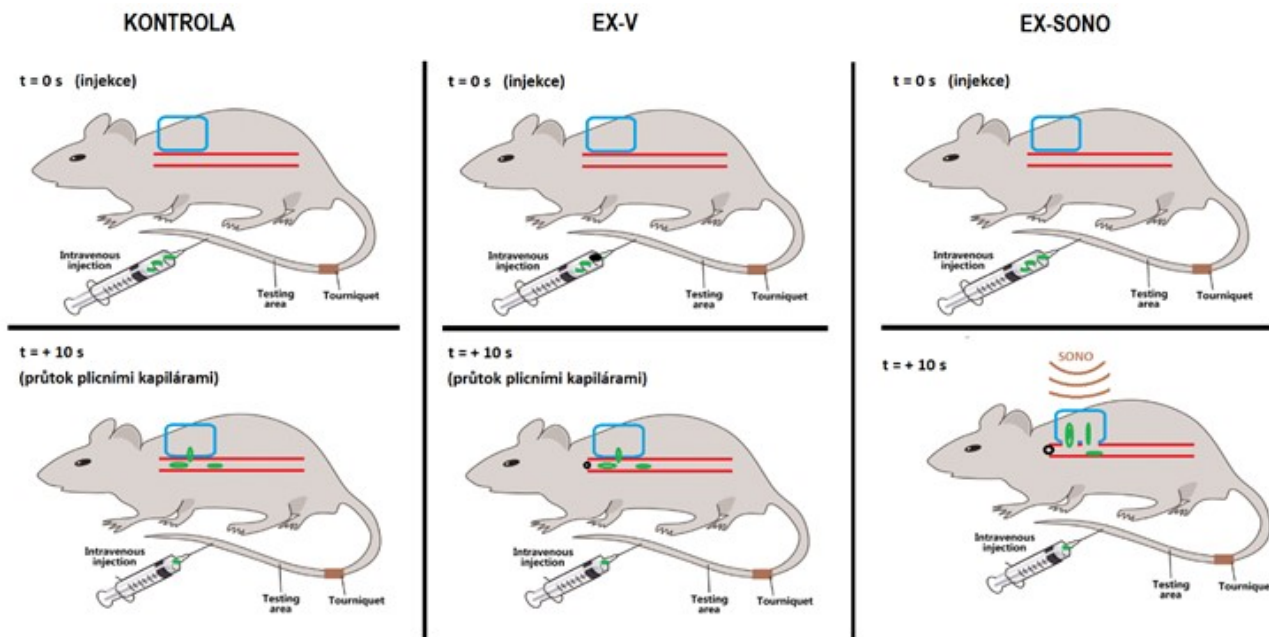 KONTROLA
t = 0 s (injekce)
Intravenous
injection
Testing
area
Tourniquet
t = + 10 s
(průtok plicními kapilárami)
Intravenous
injection
Testing
area
Tourniquet
EX-V
t = 0 s (injekce)
Intravenous
injection
Testing
area
Tourniquet
t = + 10 s
(průtok plicními kapilárami)
Intravenous
injection
Testing
area
Tourniquet
EX-SONO
t = 0 s (injekce)
Intravenous
injection
Testing
area
Tourniquet
SONO
t = + 10 s
Intravenous
injection
Testing
area
Tourniquet